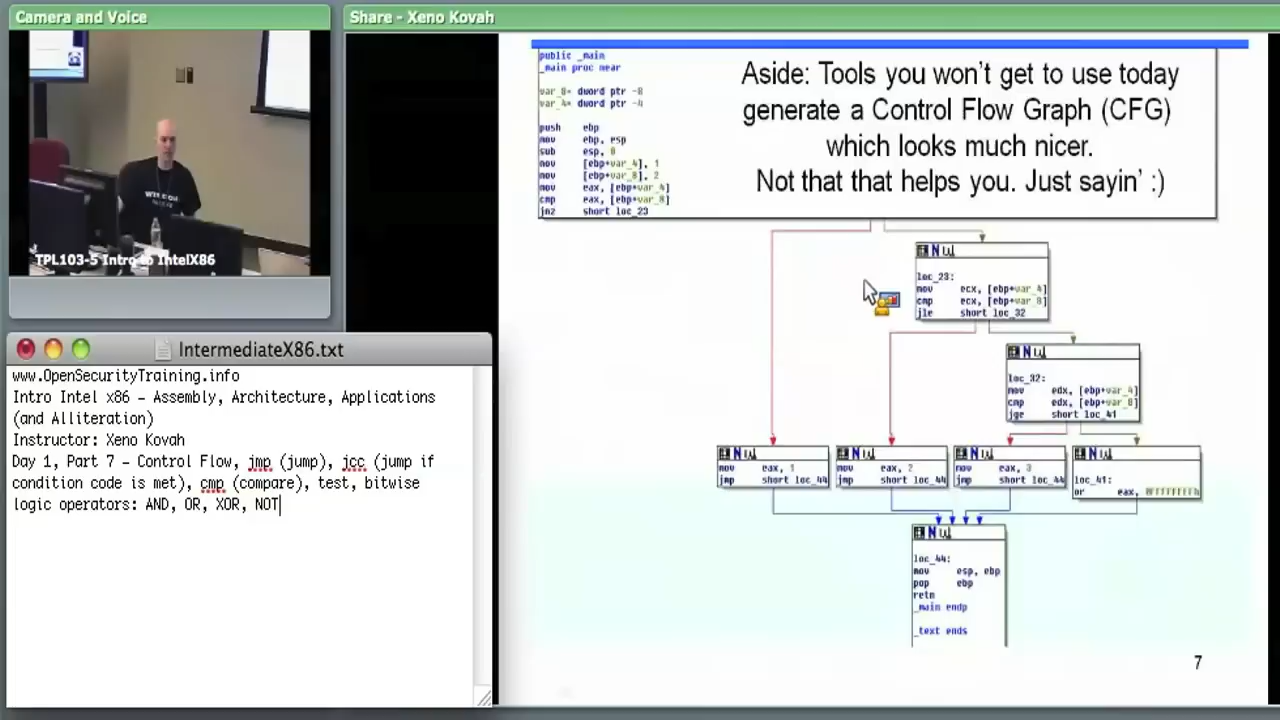 Camera and Voice
TPL103-5 Intro to IntelX86
IntermediateX86.txt
www.OpenSecurityTraining.info
Intro Intel x86 – Assembly, Architecture, Applications
(and Alliteration)
Instructor: Xeno Kovah
Day 1, Part 7 – Control Flow, jmp (jump), jcc (jump if
condition code is met), cmp (compare), test, bitwise
logic operators: AND, OR, XOR, NOT
Share - Xeno Kovah
public _main
_main proc near
var_8= dword ptr -8
var_4= dword ptr -4
push ebp
mov ebp, esp
sub esp, 8
mov [ebp+var_4], 1
mov [ebp+var_8], 2
mov eax, [ebp+var_4]
cmp eax, [ebp+var_8]
jnz short loc_23
Aside: Tools you won't get to use today
generate a Control Flow Graph (CFG)
which looks much nicer.
Not that that helps you. Just sayin' :)
loc_23:
mov ecx, [ebp+var_4]
cmp ecx, [ebp+var_8]
jle short loc_32
loc_32:
mov edx, [ebp+var_4]
cmp edx, [ebp+var_8]
jge short loc_41
mov eax, 1
jmp short loc_44
mov eax, 2
jmp short loc_44
mov eax, 3
jmp short loc_44
loc_41:
or eax,
loc_44:
mov esp, ebp
pop ebp
retn
_main endp
_text ends
7